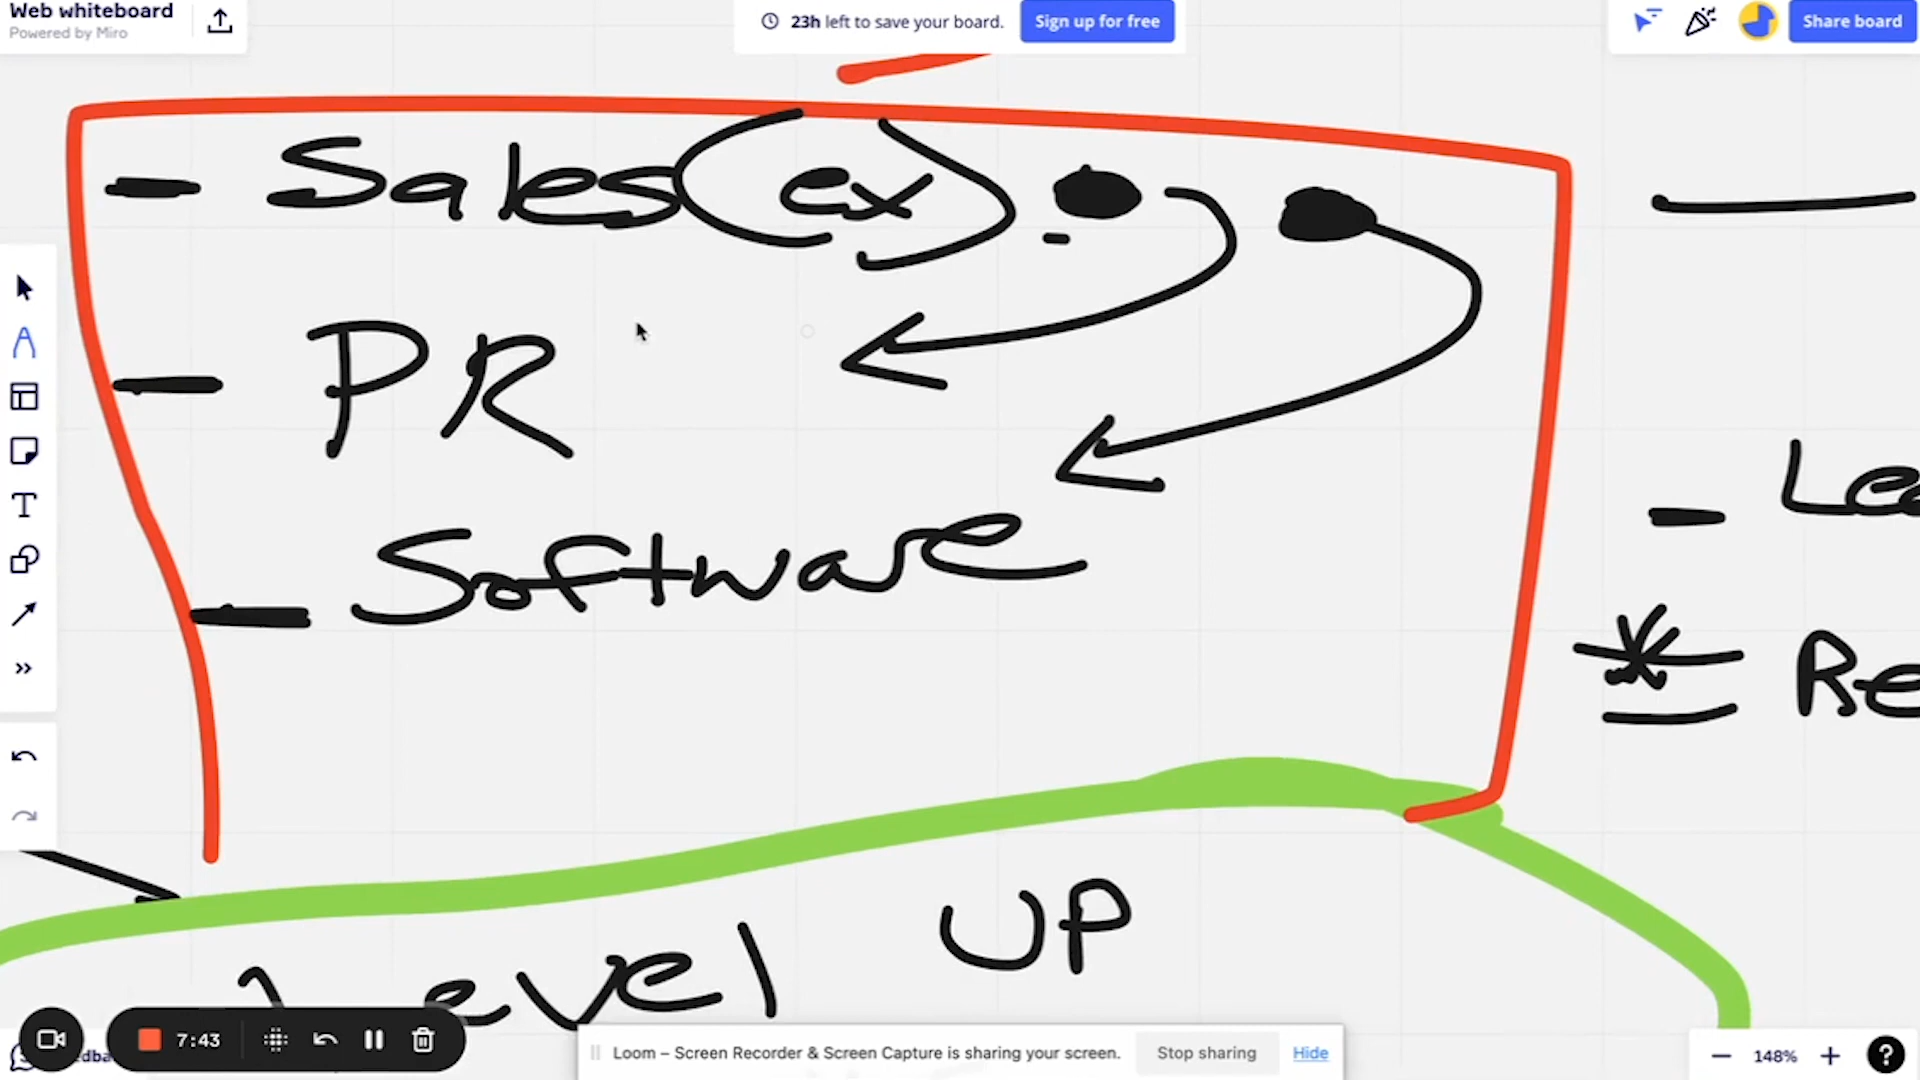 Web whiteboard
Powered by Miro
23h left to save your board.
Sign up for free
Share board
- Sales (ex)
- PR
- Software
- Lea
* Re
Level UP
7:43
Loom – Screen Recorder & Screen Capture is sharing your screen.
Stop sharing
Hide
148%